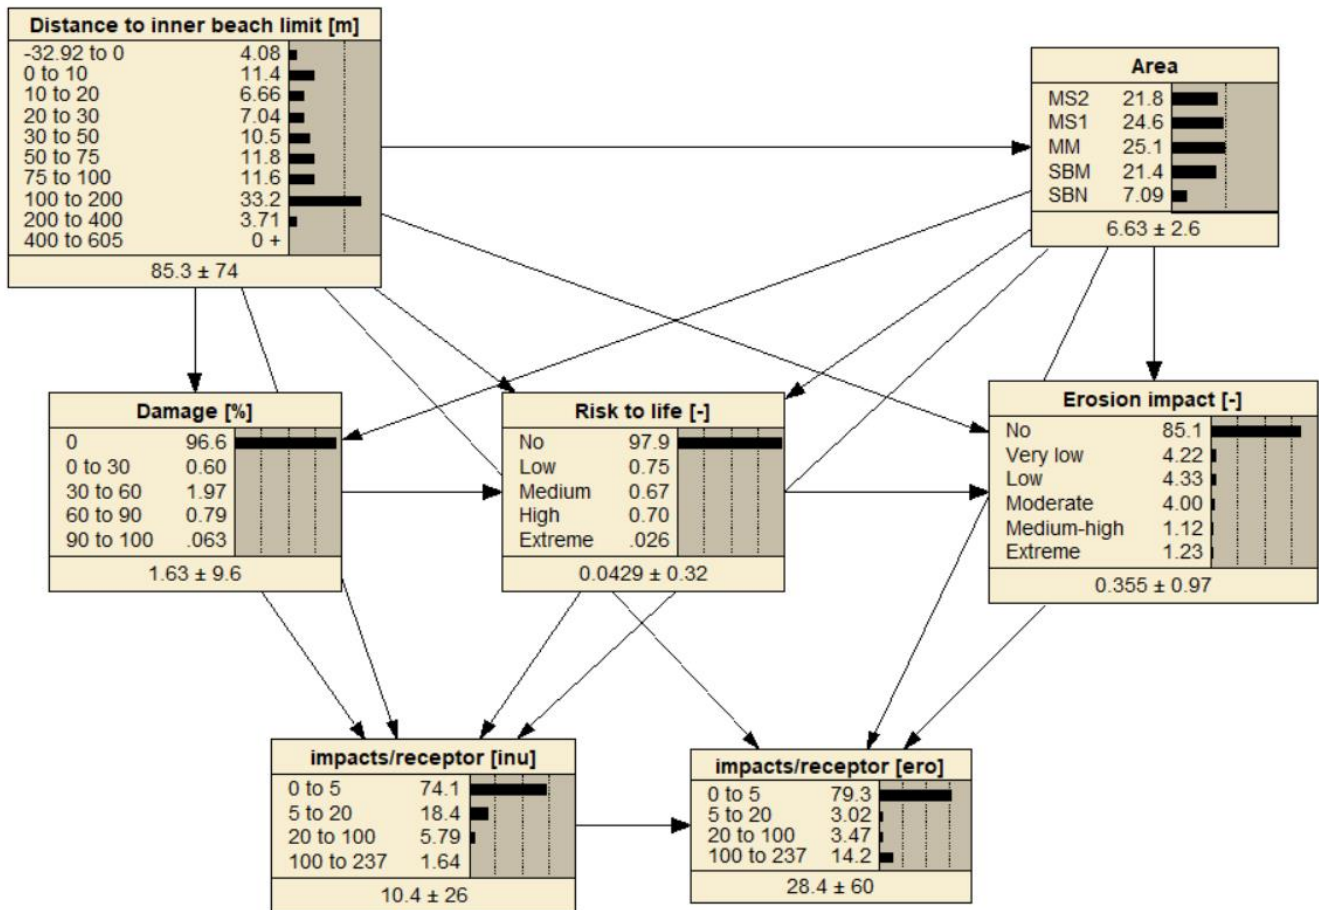 Distance to inner beach limit [m]
-32.92 to 0 4.08
0 to 10 11.4
10 to 20 6.66
20 to 30 7.04
30 to 50 10.5
50 to 75 11.8
75 to 100 11.6
100 to 200 33.2
200 to 400 3.71
400 to 605 0 +
85.3 ± 74
Area
MS2 21.8
MS1 24.6
MM 25.1
SBM 21.4
SBN 7.09
6.63 ± 2.6
Damage [%]
0 96.6
0 to 30 0.60
30 to 60 1.97
60 to 90 0.79
90 to 100 .063
1.63 ± 9.6
Risk to life [-]
No 97.9
Low 0.75
Medium 0.67
High 0.70
Extreme .026
0.0429 ± 0.32
Erosion impact [-]
No 85.1
Very low 4.22
Low 4.33
Moderate 4.00
Medium-high 1.12
Extreme 1.23
0.355 ± 0.97
impacts/receptor [inu]
0 to 5 74.1
5 to 20 18.4
20 to 100 5.79
100 to 237 1.64
10.4 ± 26
impacts/receptor [ero]
0 to 5 79.3
5 to 20 3.02
20 to 100 3.47
100 to 237 14.2
28.4 ± 60